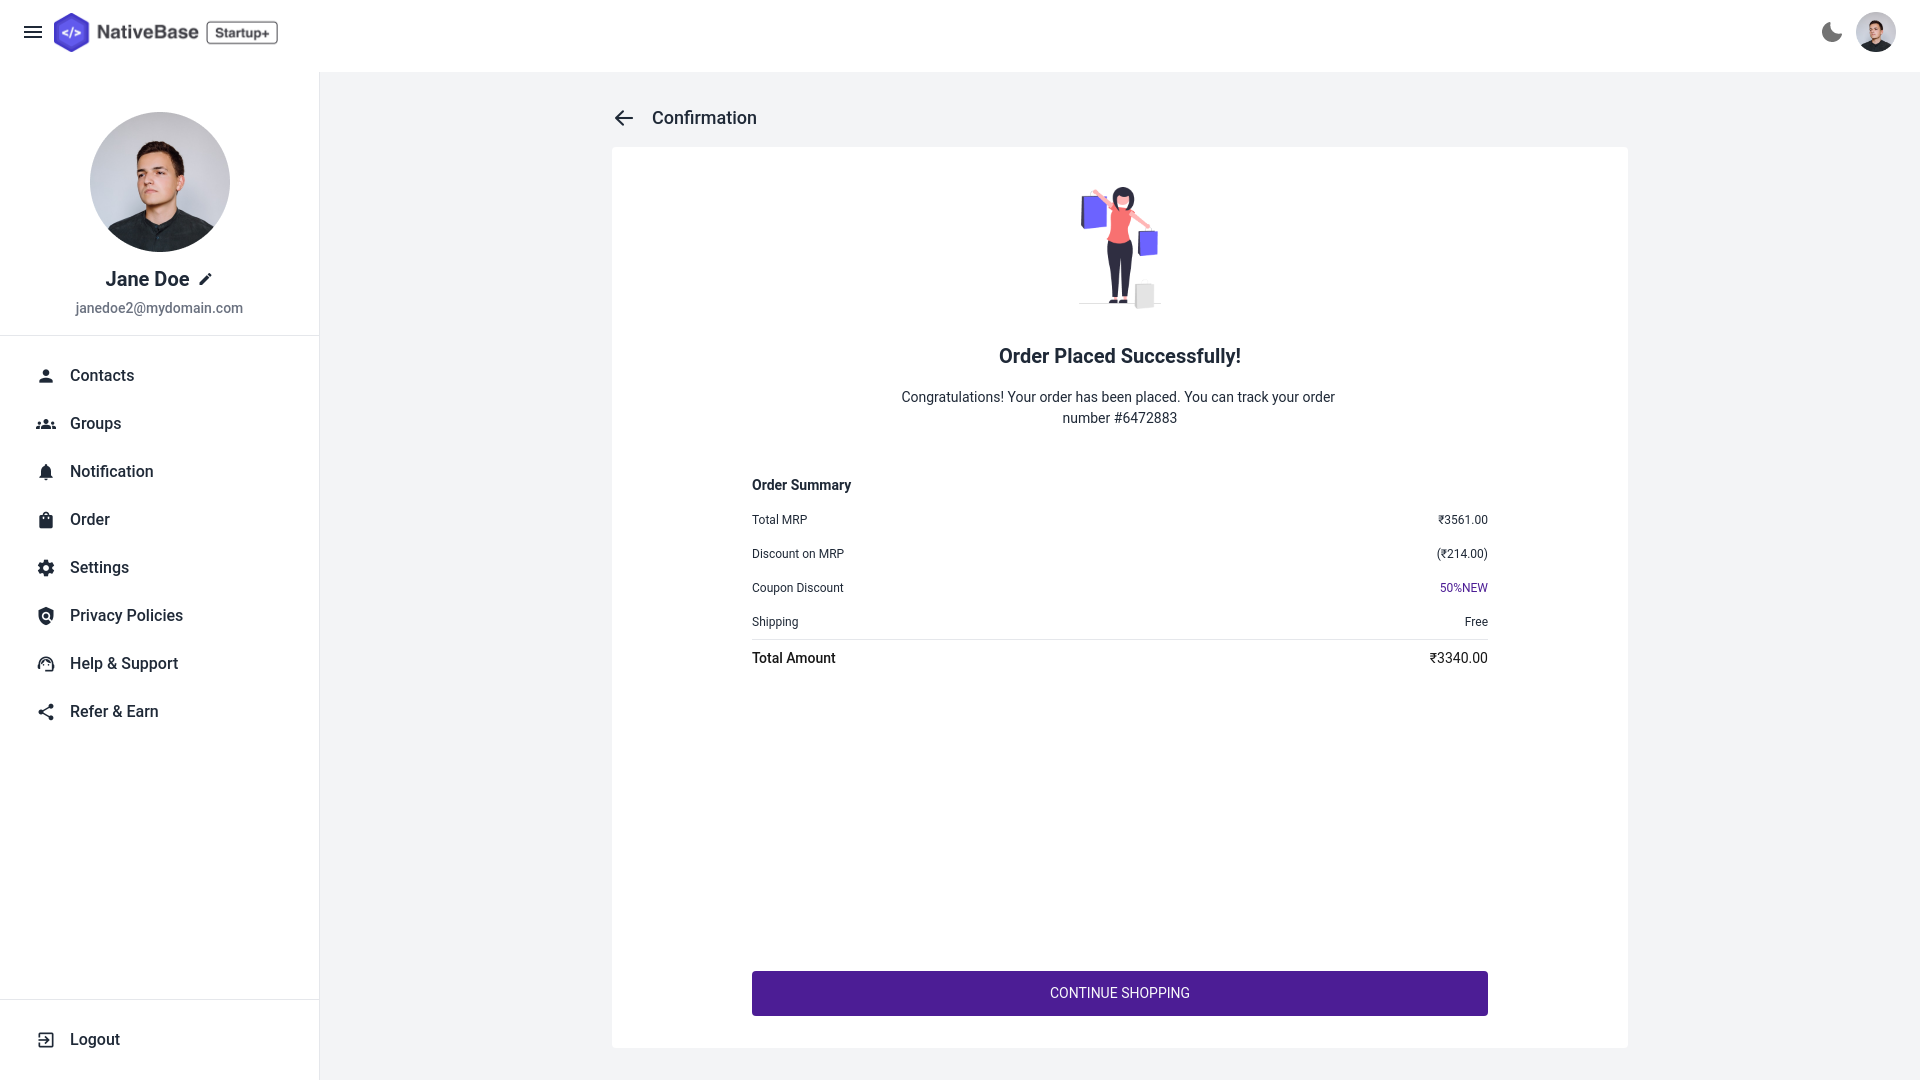 NativeBase Startup+
Jane Doe
janedoe2@mydomain.com
Contacts
Groups
Notification
Order
Settings
Privacy Policies
Help & Support
Refer & Earn
Logout
Confirmation
Order Placed Successfully!
Congratulations! Your order has been placed. You can track your order
number #6472883
Order Summary
Total MRP ₹3561.00
Discount on MRP (₹214.00)
Coupon Discount 50%NEW
Shipping Free
Total Amount ₹3340.00
CONTINUE SHOPPING